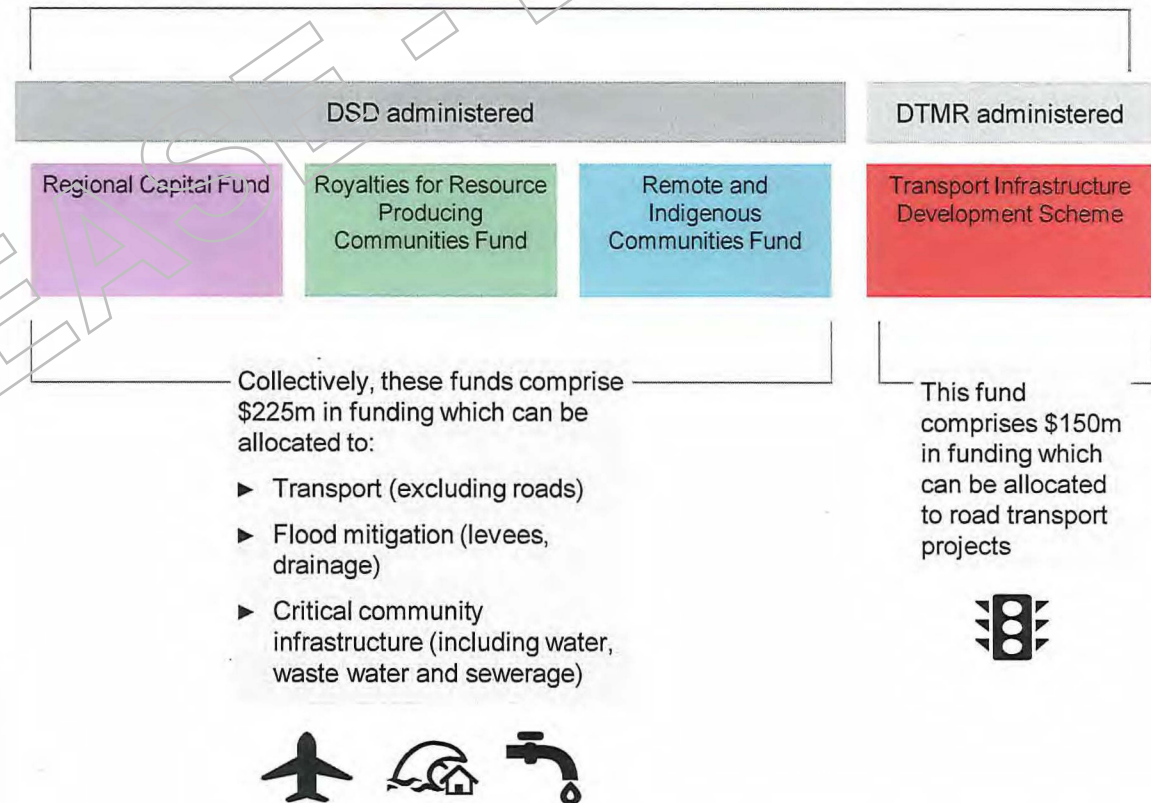 DSD administered
DTMR administered
Regional Capital Fund
Royalties for Resource
Producing
Communities Fund
Remote and
Indigenous
Communities Fund
Transport Infrastructure
Development Scheme
Collectively, these funds comprise
$225m in funding which can be
allocated to:
► Transport (excluding roads)
► Flood mitigation (levees,
drainage)
► Critical community
infrastructure (including water,
waste water and sewerage)
This fund
comprises $150m
in funding which
can be allocated
to road transport
projects